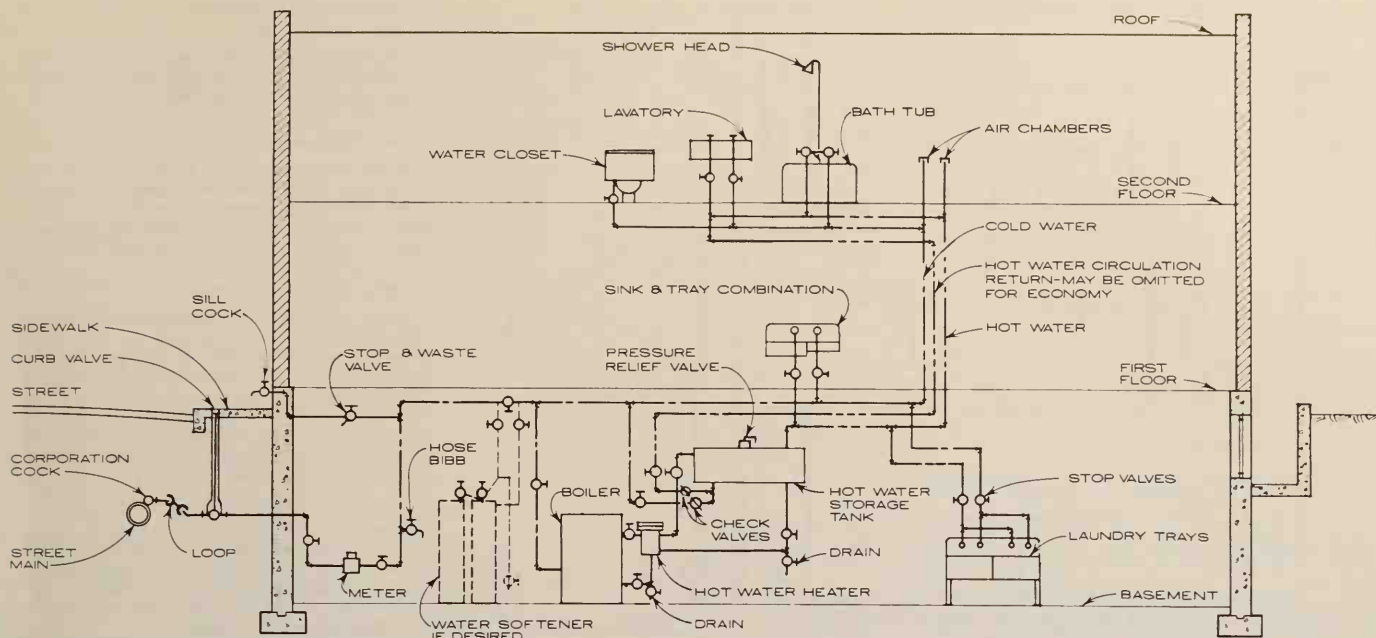 ROOF
SHOWER HEAD
LAVATORY
BATH TUB
AIR CHAMBERS
WATER CLOSET
SECOND
FLOOR
COLD WATER
HOT WATER CIRCULATION
RETURN-MAY BE OMITTED
FOR ECONOMY
SINK & TRAY COMBINATION
HOT WATER
SILL
COCK
SIDEWALK
CURB VALVE
STREET
STOP & WASTE
VALVE
PRESSURE
RELIEF VALVE
FIRST
FLOOR
CORPORATION
COCK
HOSE
BIBB
BOILER
HOT WATER
STORAGE
TANK
STOP VALVES
CHECK
VALVES
STREET
MAIN
LOOP
METER
DRAIN
LAUNDRY TRAYS
HOT WATER HEATER
BASEMENT
WATER SOFTENER
IF DESIRED
DRAIN